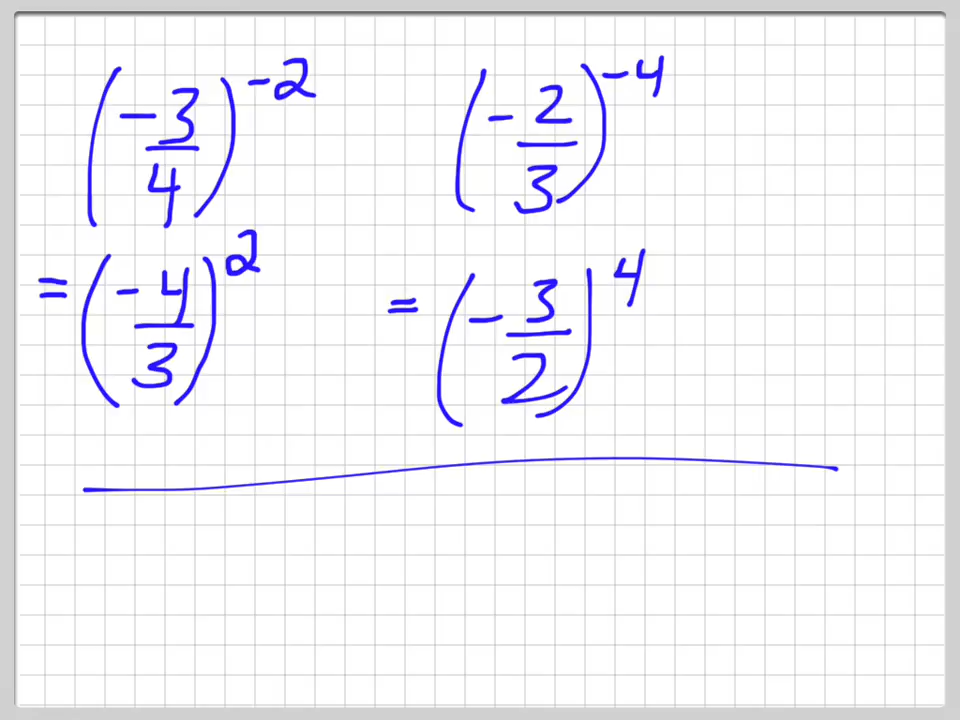 (-3/4)^-2 (-2/3)^-4
= (-4/3)^2 = (-3/2)^4